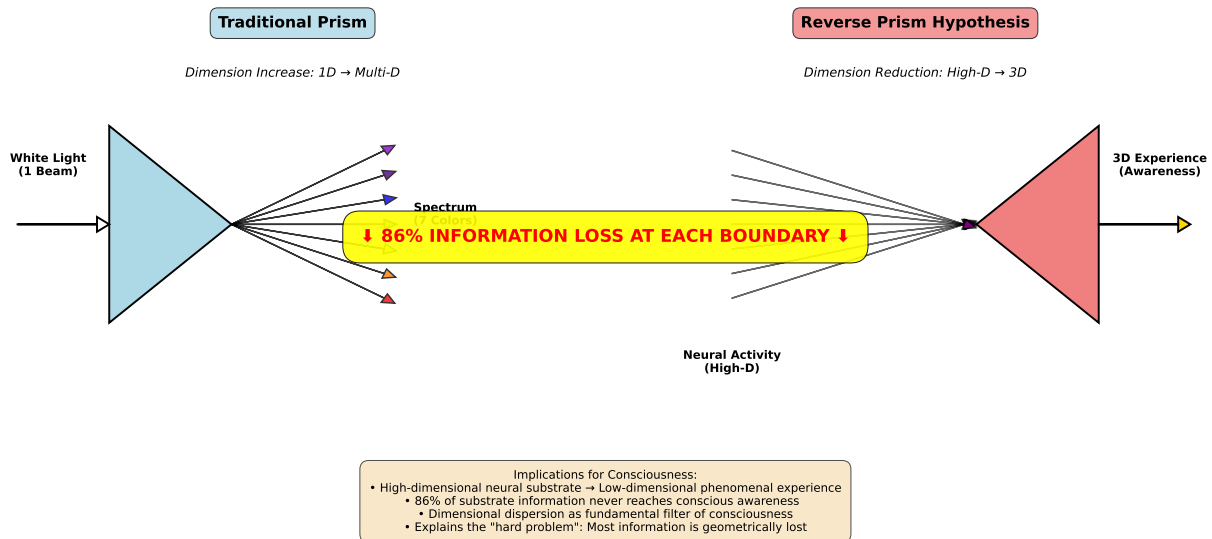 Traditional Prism
Reverse Prism Hypothesis
Dimension Increase: 1D → Multi-D
Dimension Reduction: High-D → 3D
White Light
(1 Beam)
3D Experience
(Awareness)
Spectrum
(7 Colors)
⬇ 86% INFORMATION LOSS AT EACH BOUNDARY ⬇
Neural Activity
(High-D)
Implications for Consciousness:
• High-dimensional neural substrate → Low-dimensional phenomenal experience
• 86% of substrate information never reaches conscious awareness
• Dimensional dispersion as fundamental filter of consciousness
• Explains the "hard problem": Most information is geometrically lost